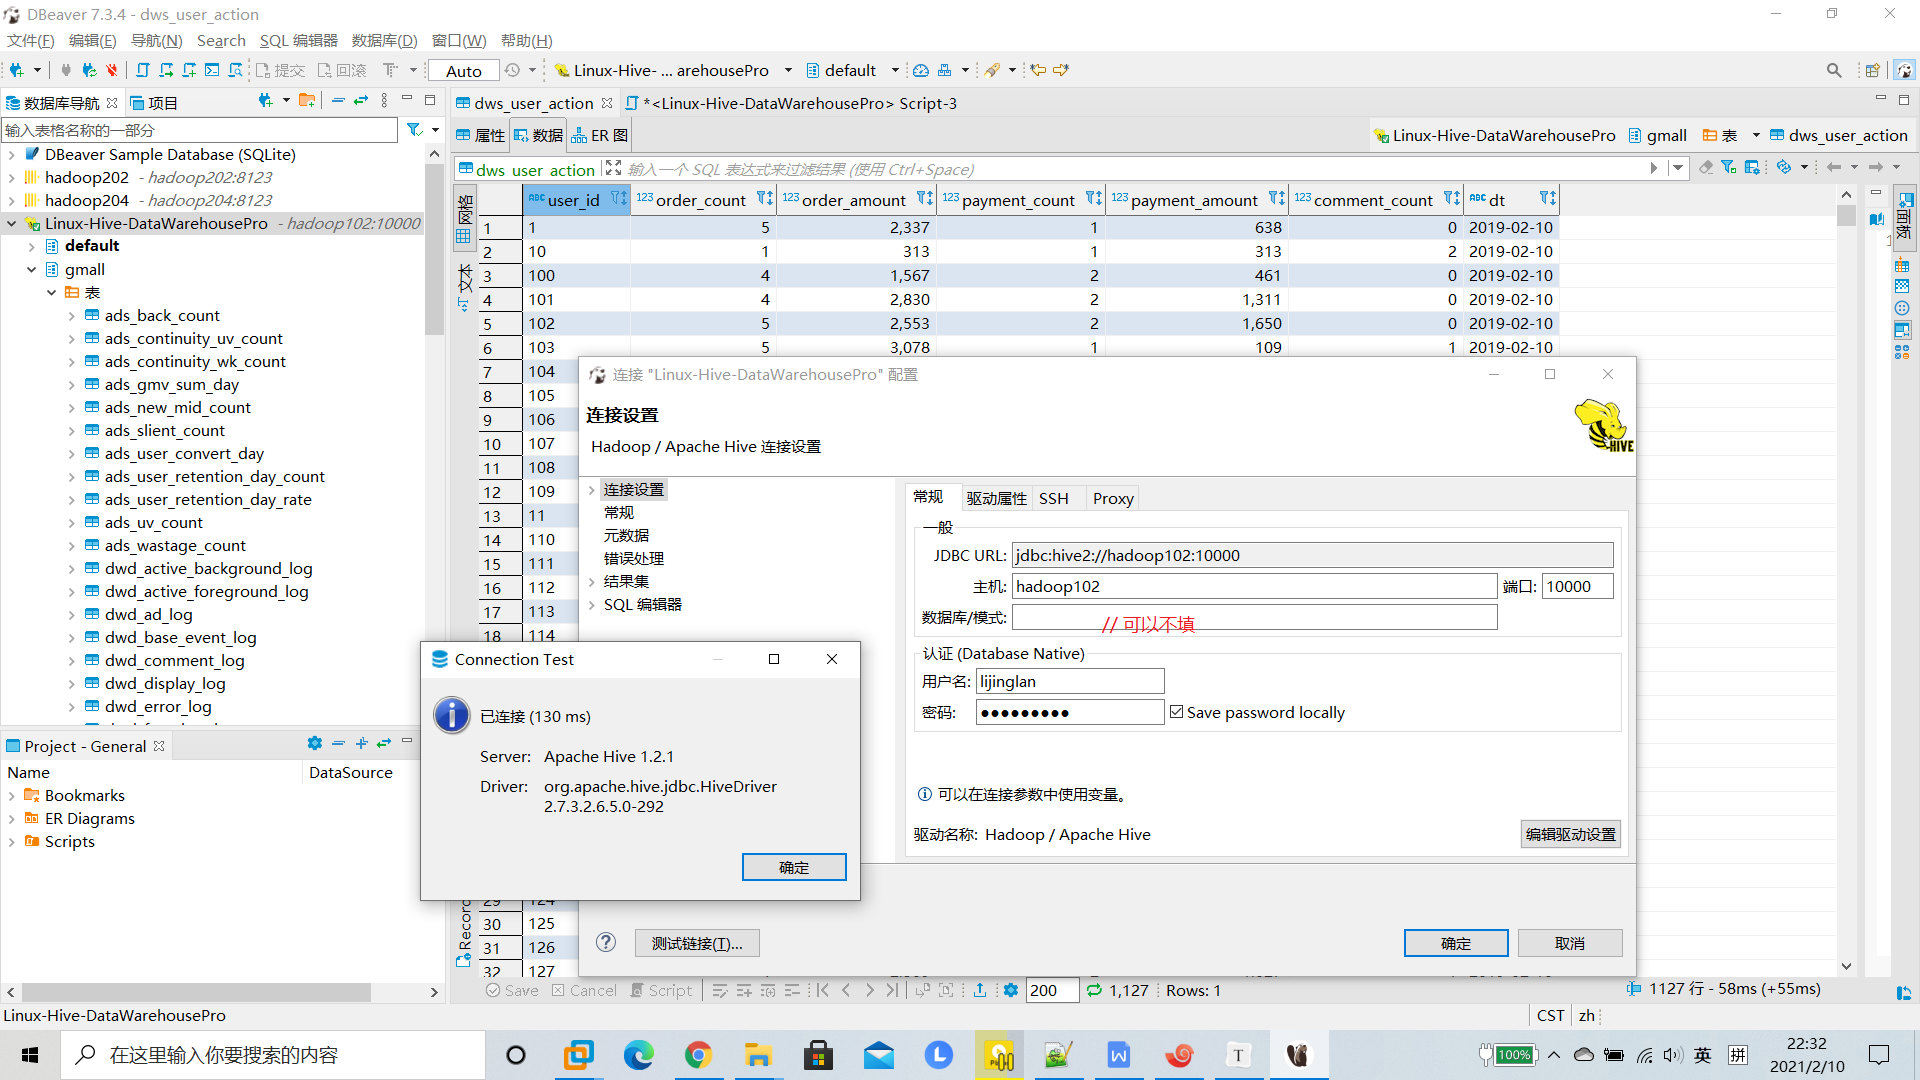 DBeaver 7.3.4 - dws_user_action
文件(F) 编辑(E) 导航(N) Search SQL 编辑器 数据库(D) 窗口(W) 帮助(H)
提交 回滚 Auto Linux-Hive- ... arehousePro default
数据库导航 项目
dws_user_action *<Linux-Hive-DataWarehousePro> Script-3
输入表格名称的一部分
属性 数据 ER 图 Linux-Hive-DataWarehousePro gmall 表 dws_user_action
dws_user_action 输入一个 SQL 表达式来过滤结果 (使用 Ctrl+Space)
DBeaver Sample Database (SQLite)
hadoop202 - hadoop202:8123
hadoop204 - hadoop204:8123
Linux-Hive-DataWarehousePro - hadoop102:10000
default
gmall
表
ads_back_count
ads_continuity_uv_count
ads_continuity_wk_count
ads_gmv_sum_day
ads_new_mid_count
ads_slient_count
ads_user_convert_day
ads_user_retention_day_count
ads_user_retention_day_rate
ads_uv_count
ads_wastage_count
dwd_active_background_log
dwd_active_foreground_log
dwd_ad_log
dwd_base_event_log
dwd_comment_log
dwd_display_log
dwd_error_log
网格
文本
Record
面板
ABC user_id 123 order_count 123 order_amount 123 payment_count 123 payment_amount 123 comment_count ABC dt
1 1 5 2,337 1 638 0 2019-02-10
2 10 1 313 1 313 2 2019-02-10
3 100 4 1,567 2 461 0 2019-02-10
4 101 4 2,830 2 1,311 0 2019-02-10
5 102 5 2,553 2 1,650 0 2019-02-10
6 103 5 3,078 1 109 1 2019-02-10
7 104
8 105
9 106
10 107
11 108
12 109
13 11
14 110
15 111
16 112
17 113
18 114
29 124
30 125
31 126
32 127
连接 "Linux-Hive-DataWarehousePro" 配置
连接设置
Hadoop / Apache Hive 连接设置
HIVE
连接设置
常规
元数据
错误处理
结果集
SQL 编辑器
常规 驱动属性 SSH Proxy
一般
JDBC URL: jdbc:hive2://hadoop102:10000
主机: hadoop102 端口: 10000
数据库/模式:
// 可以不填
认证 (Database Native)
用户名: lijinglan
密码: ●●●●●●●●● Save password locally
可以在连接参数中使用变量。
驱动名称: Hadoop / Apache Hive 编辑驱动设置
测试链接(T)... 确定 取消
Connection Test
已连接 (130 ms)
Server: Apache Hive 1.2.1
Driver: org.apache.hive.jdbc.HiveDriver
2.7.3.2.6.5.0-292
确定
Project - General
Name DataSource
Bookmarks
ER Diagrams
Scripts
Save Cancel Script 200 1,127 Rows: 1 1127 行 - 58ms (+55ms)
Linux-Hive-DataWarehousePro CST zh
在这里输入你要搜索的内容
100% 英 拼
22:32
2021/2/10